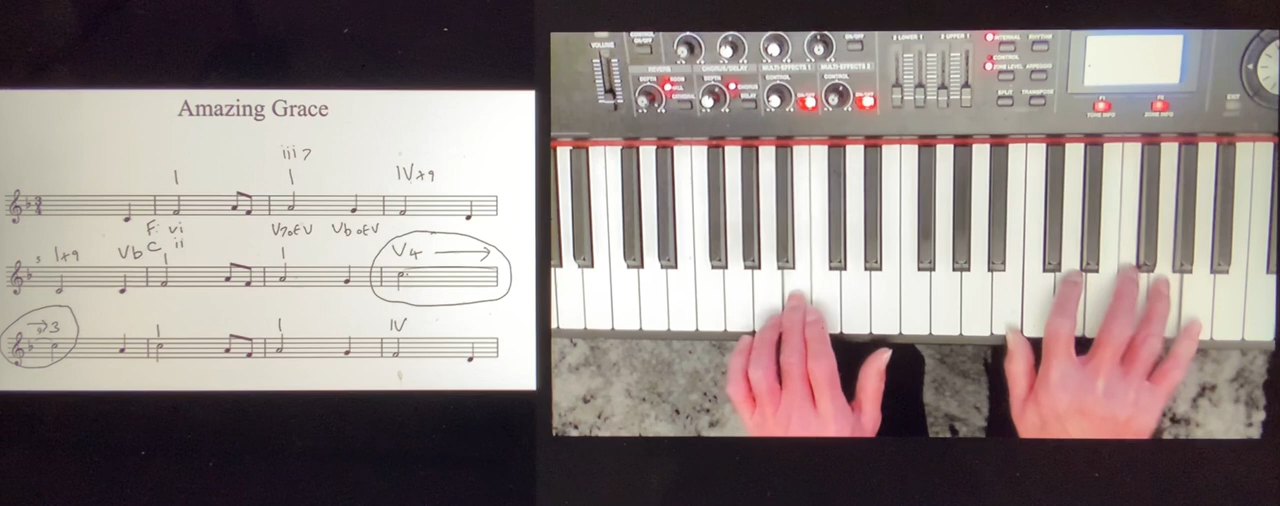 Amazing Grace
iii7
I I IV+9
F: vi V7ofV Vb ofV
I+9 Vb C ii I I V4
3 I I IV
VOLUME
CONTROL
ON/OFF
ON/OFF
2 LOWER 1 2 UPPER 1
INTERNAL RHYTHM
REVERB CHORUS/DELAY MULTI-EFFECTS 1 MULTI-EFFECTS 2
CONTROL
ZONE LEVEL ARPEGGIO
DEPTH ROOM DEPTH CHORUS CONTROL CONTROL
HALL DELAY
SPLIT TRANSPOSE
EXIT
TONE INFO ZONE INFO